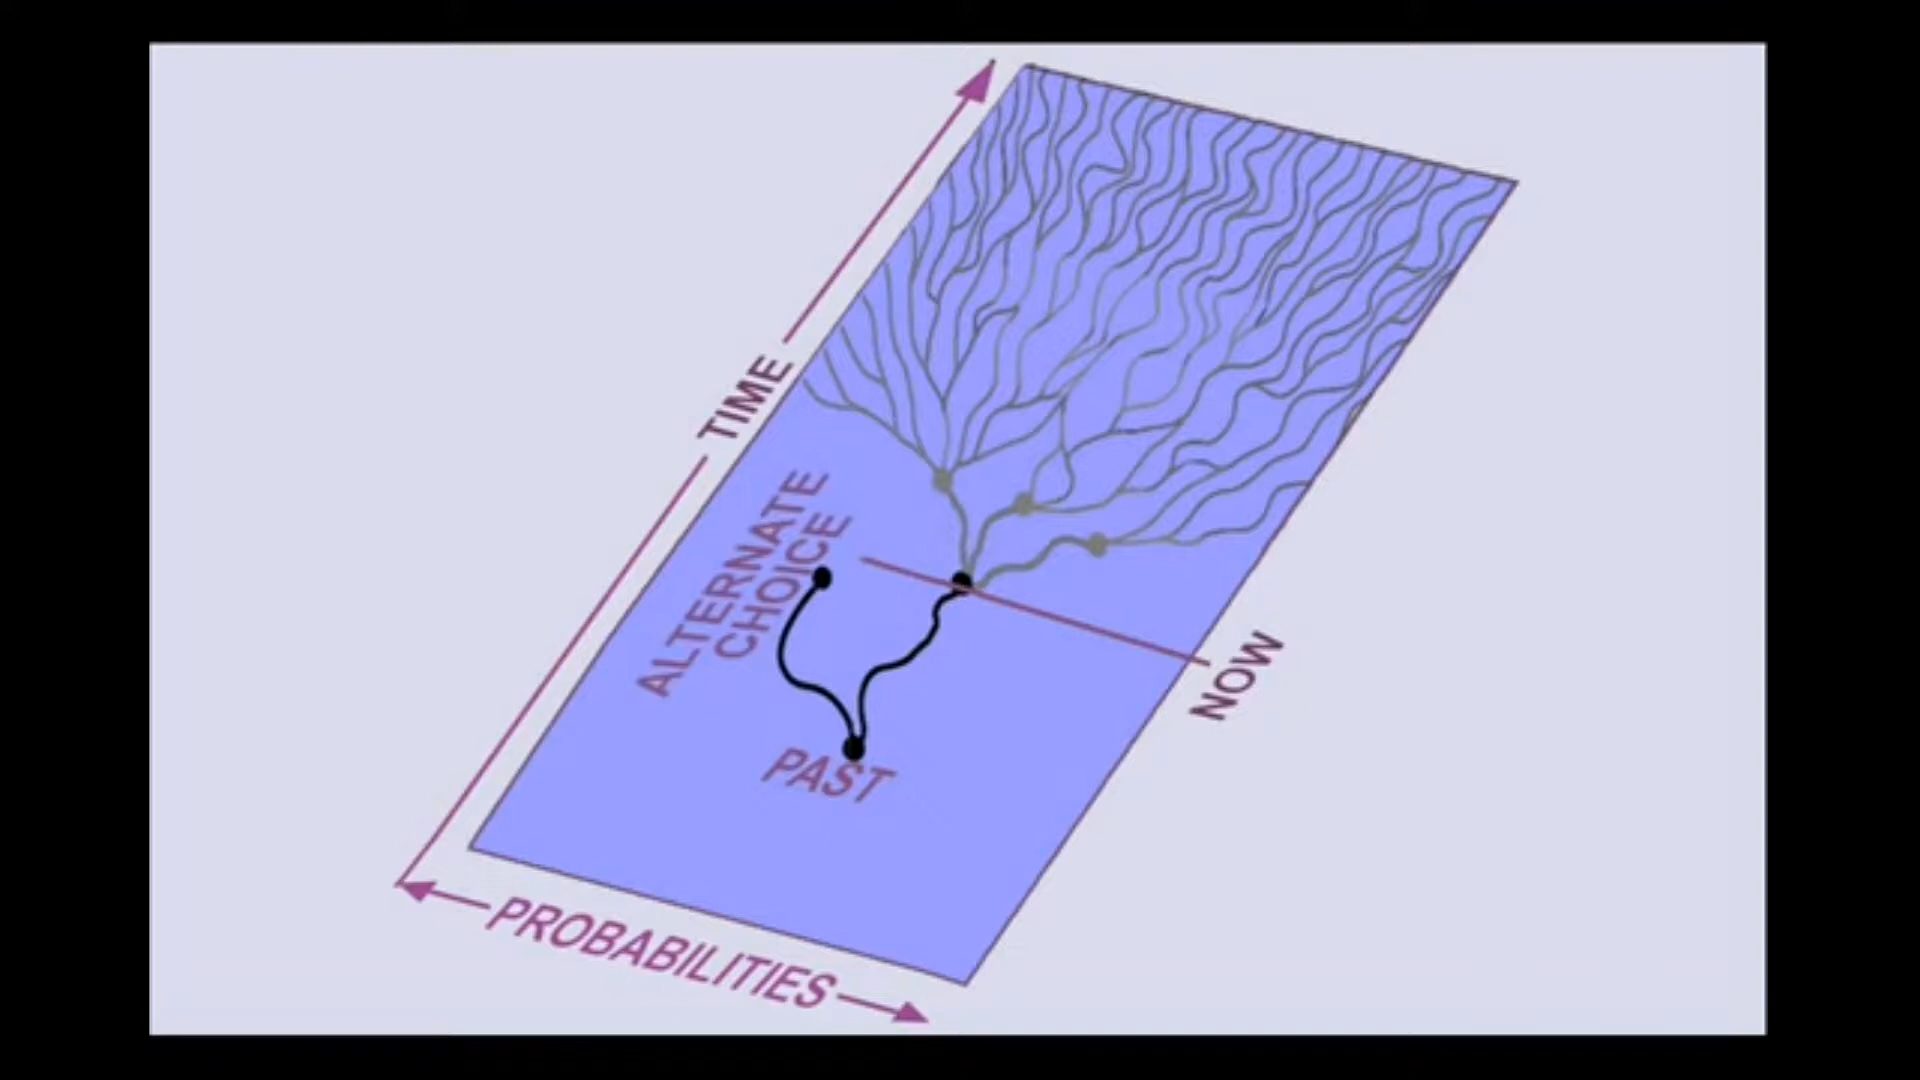 TIME
ALTERNATE
CHOICE
NOW
PAST
PROBABILITIES